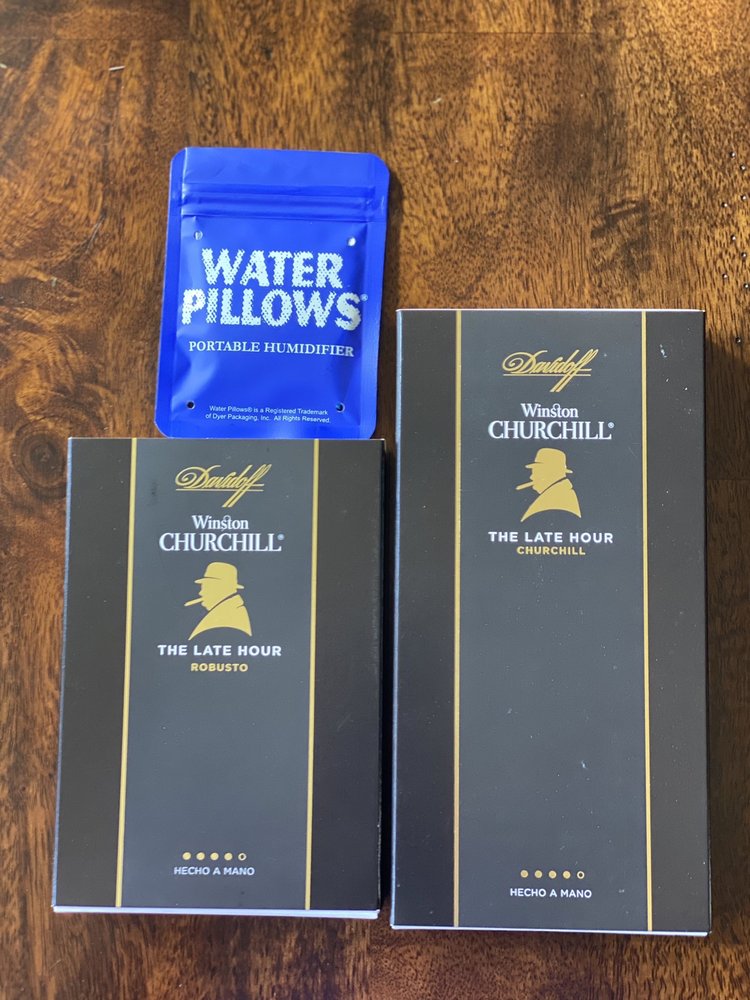 WATER
PILLOWS®
PORTABLE HUMIDIFIER
Water Pillows® is a Registered Trademark
of Dyer Packaging, Inc. All Rights Reserved.
Davidoff
Winston
CHURCHILL®
THE LATE HOUR
ROBUSTO
HECHO A MANO
Davidoff
Winston
CHURCHILL®
THE LATE HOUR
CHURCHILL
HECHO A MANO